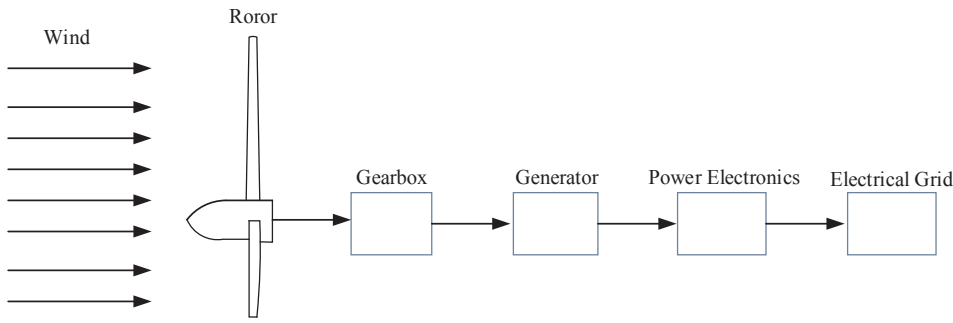 Roror
Wind
Gearbox
Generator
Power Electronics
Electrical Grid